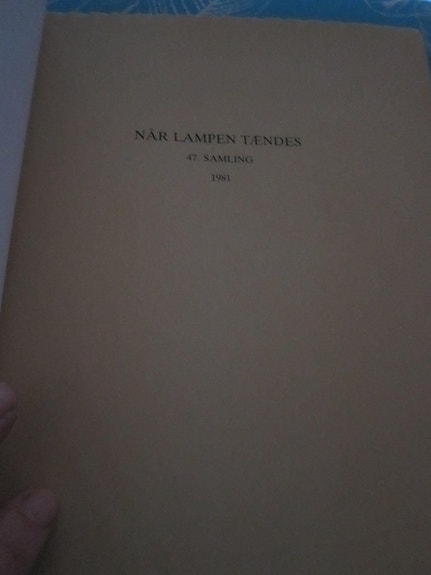 NÅR LAMPEN TÆNDES
47. SAMLING
1981